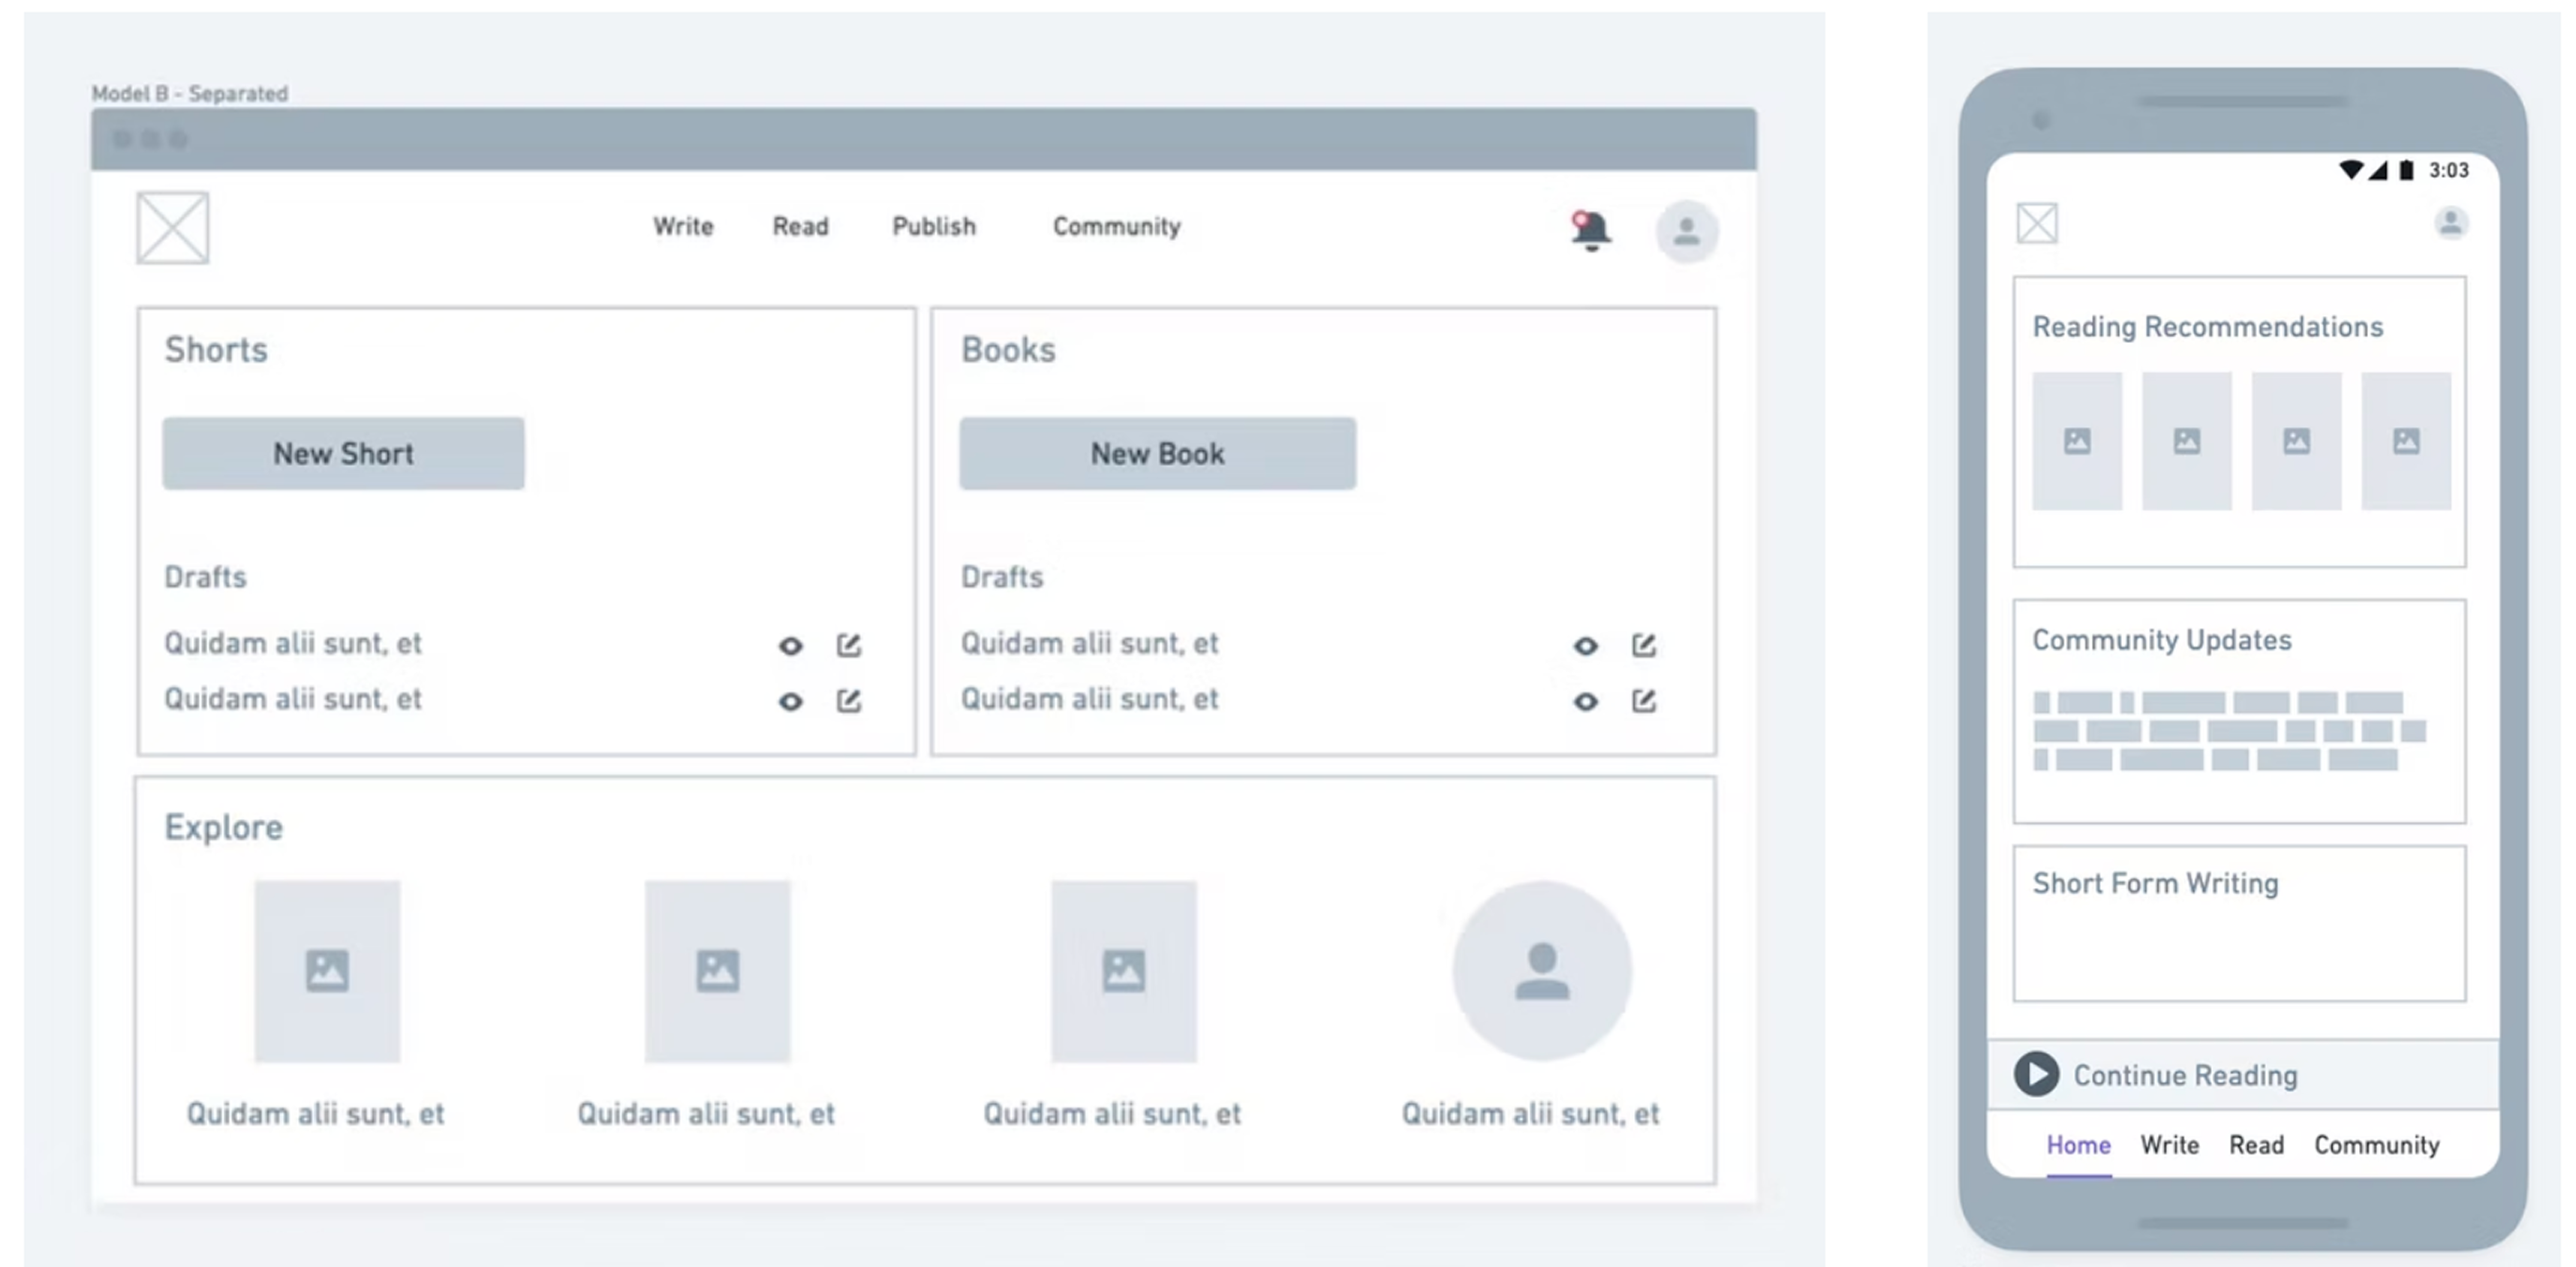 Model B - Separated
Write Read Publish Community
Shorts
New Short
Drafts
Quidam alii sunt, et
Quidam alii sunt, et
Books
New Book
Drafts
Quidam alii sunt, et
Quidam alii sunt, et
Explore
Quidam alii sunt, et
Quidam alii sunt, et
Quidam alii sunt, et
Quidam alii sunt, et
3:03
Reading Recommendations
Community Updates
Short Form Writing
Continue Reading
Home Write Read Community